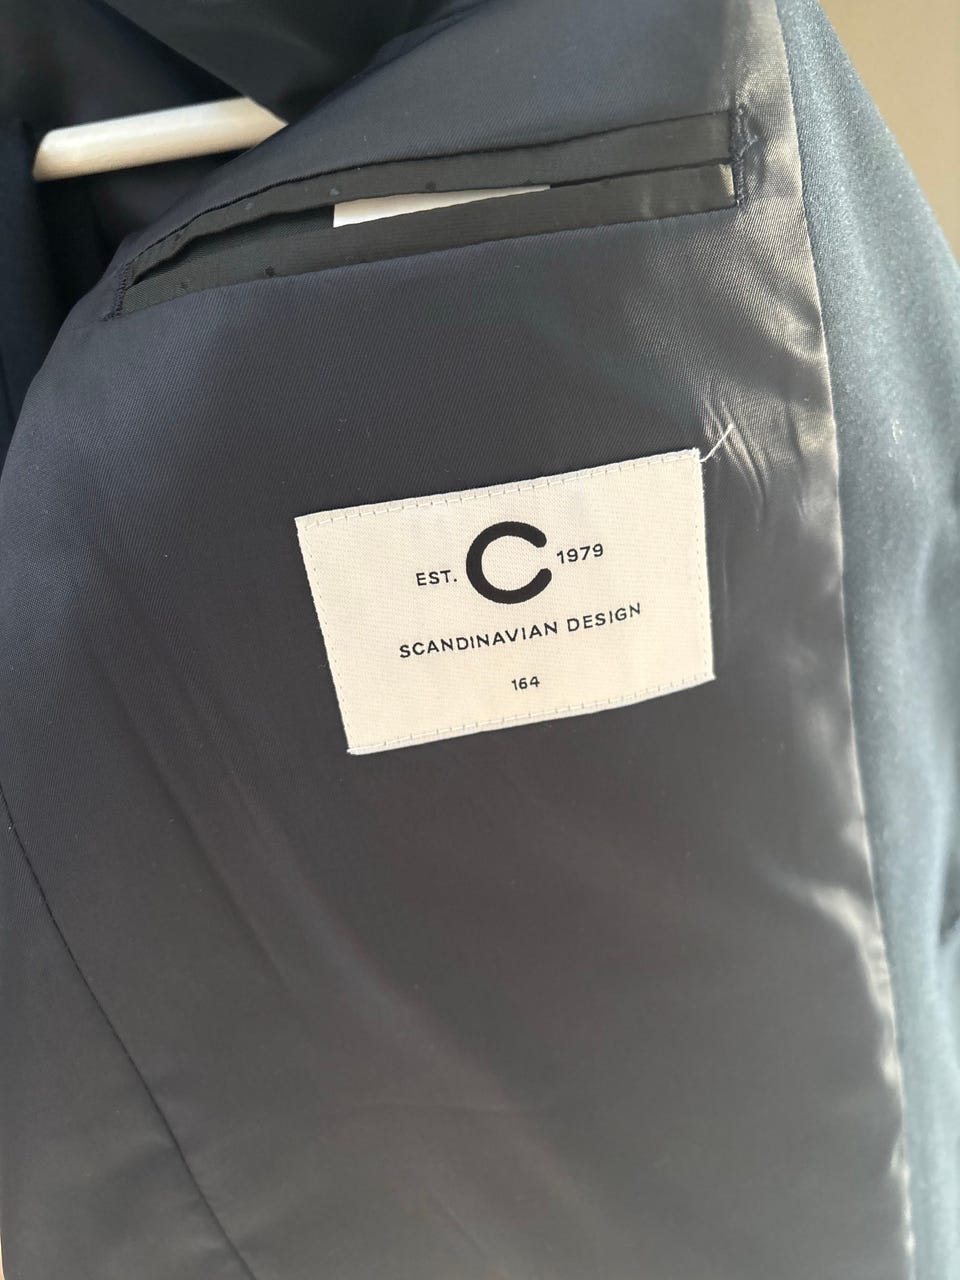 EST. C 1979
SCANDINAVIAN DESIGN
164